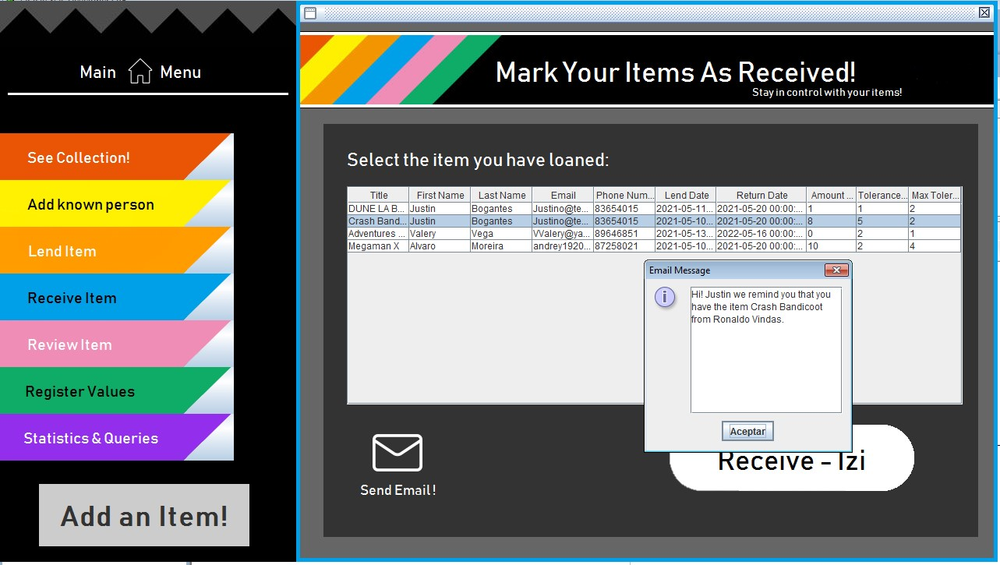 Main Menu
See Collection!
Add known person
Lend Item
Receive Item
Review Item
Register Values
Statistics & Queries
Add an Item!
Mark Your Items As Received!
Stay in control with your items!
Select the item you have loaned:
Title First Name Last Name Email Phone Num... Lend Date Return Date Amount ... Tolerance... Max Toler...
DUNE LA B... Justin Bogantes Justino@te... 83654015 2021-05-11... 2021-05-20 00:00:... 1 1 2
Crash Band... Justin Bogantes Justino@te... 83654015 2021-05-10... 2021-05-20 00:00:... 8 5 2
Adventures ... Valery Vega VValery@ya... 89646851 2021-05-13... 2022-05-16 00:00:... 0 2 1
Megaman X Alvaro Moreira andrey1920... 87258021 2021-05-10... 2021-05-20 00:00:... 10 2 4
Email Message
Hi! Justin we remind you that you
have the item Crash Bandicoot
from Ronaldo Vindas.
Aceptar
Send Email!
Receive - Izi